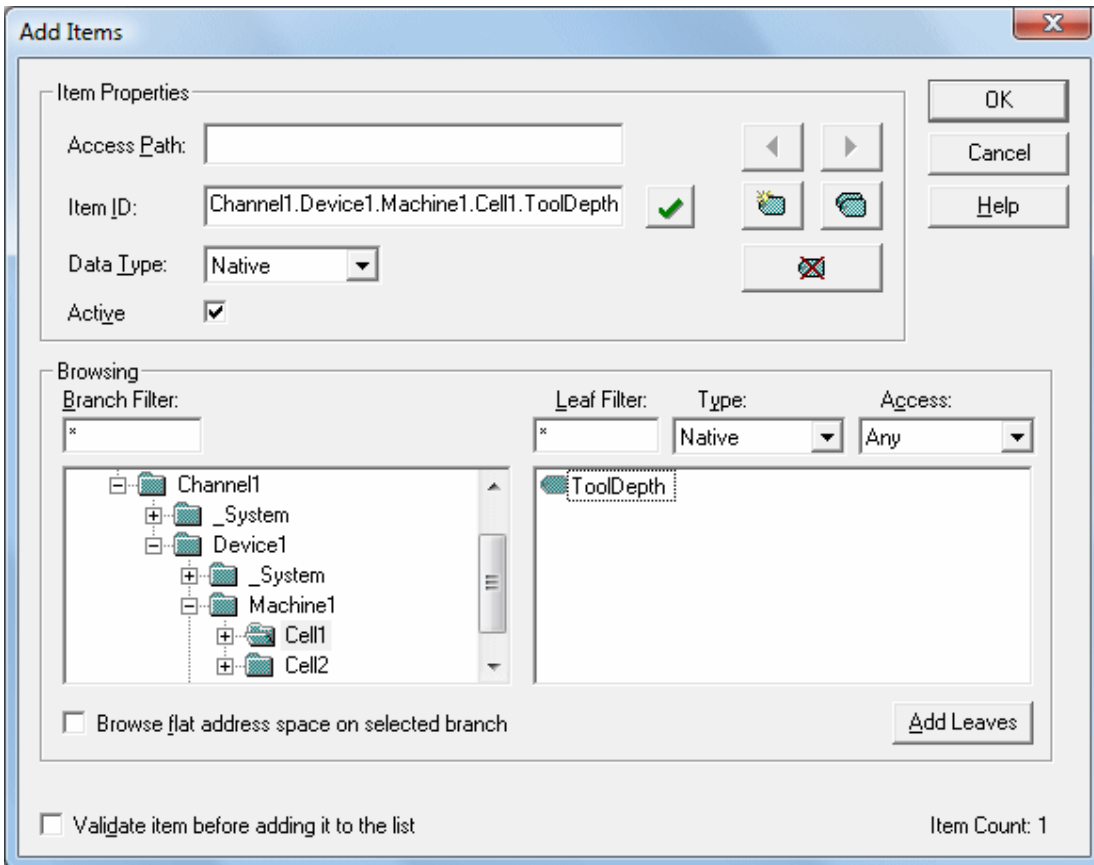 Add Items
Item Properties
OK
Access Path:
Cancel
Item ID: Channel1.Device1.Machine1.Cell1.ToolDepth
Help
Data Type: Native
Active
Browsing
Branch Filter: Leaf Filter: Type: Access:
* * Native Any
Channel1 ToolDepth
_System
Device1
_System
Machine1
Cell1
Cell2
Browse flat address space on selected branch Add Leaves
Validate item before adding it to the list Item Count: 1